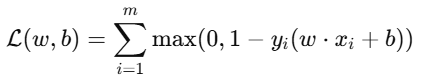 $$\mathcal{L}(w, b) = \sum_{i=1}^{m} \max(0, 1 - y_i(w \cdot x_i + b))$$